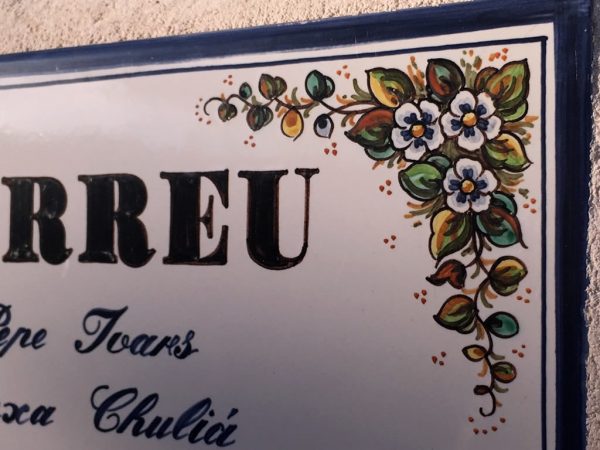 RREU
Pepe Ivars
xa Chuliá